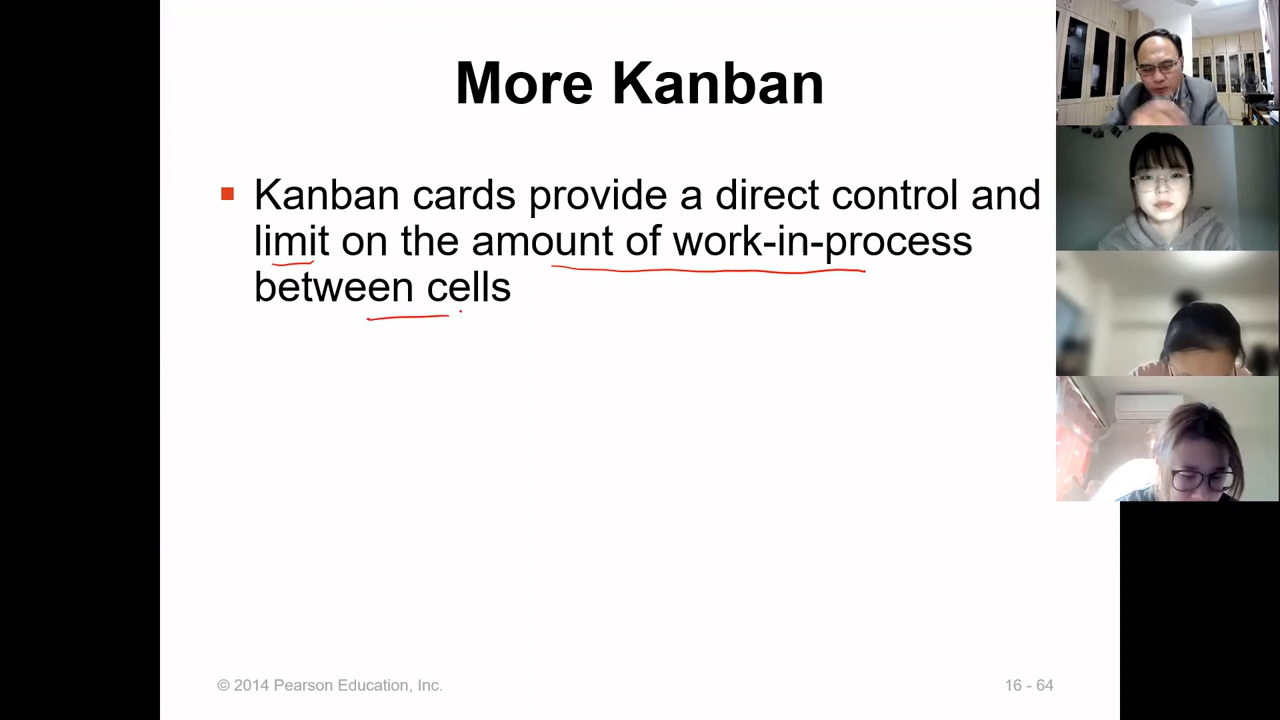 More Kanban
Kanban cards provide a direct control and
limit on the amount of work-in-process
between cells
© 2014 Pearson Education, Inc.
16 - 64